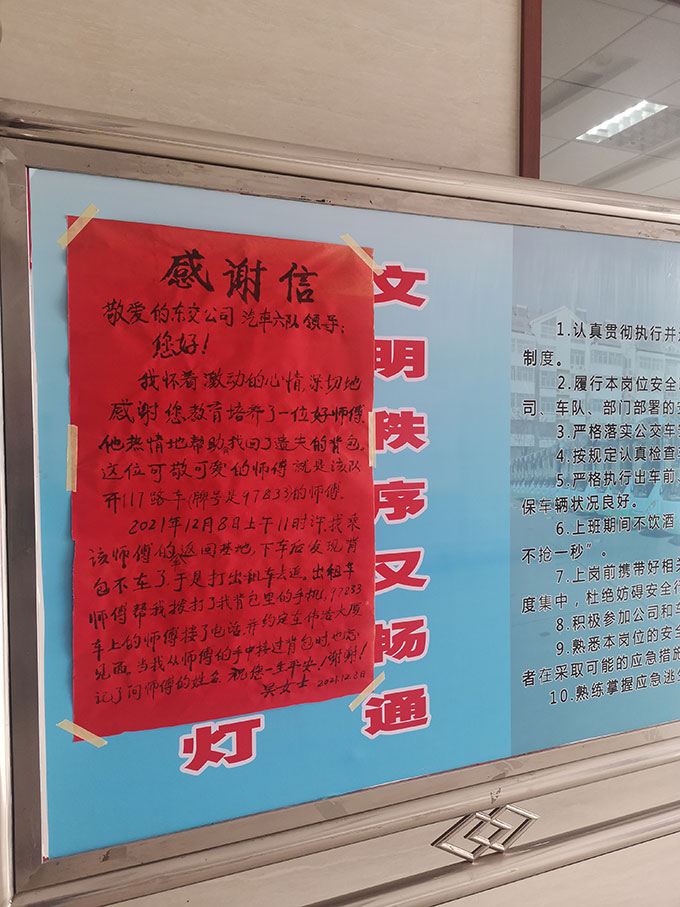 感谢信
敬爱的东交公司 汽车六队领导:
您好!
我怀着激动的心情,深切地
感谢您教育培养了一位好师傅.
他热情地帮助我找回了遗失的背包.
这位可敬可爱的师傅就是该队
开117路车(牌号是97833)的师傅.
2021年12月8日上午11时许,我乘
该师傅的车返回基地,下车后发现背
包不在了,于是打出租车去追。出租车
师傅帮我拨打了我背包里的手机,97233
车上的师傅接了电话,并约定在伟浩大厦
见面。当我从师傅的手中接过背包时也忘
记了问师傅的姓名 祝您一生平安!谢谢!
吴女士 2021.12.8日
文明秩序又畅通
灯
1.认真贯彻执行并
制度。
2.履行本岗位安全
司、车队、部门部署的
3.严格落实公交车
4.按规定认真检查
5.严格执行出车前、
保车辆状况良好。
6.上班期间不饮酒
不抢一秒”。
7.上岗前携带好相关
度集中,杜绝妨碍安全行
8.积极参加公司和车
9.熟悉本岗位的安全
者在采取可能的应急措施
10.熟练掌握应急逃生